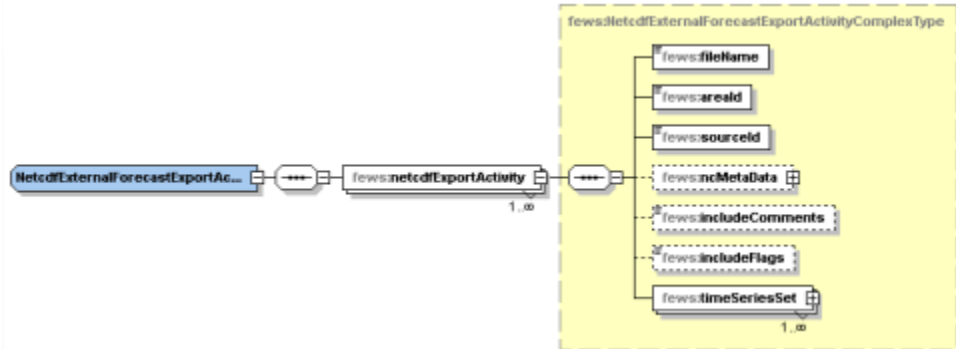 fews:NetcdfExternalForecastExportActivityComplexType
fews:fileName
fews:areaId
fews:sourceId
NetcdfExternalForecastExportAc...
fews:netcdfExportActivity
1..∞
fews:ncMetaData
fews:includeComments
fews:includeFlags
fews:timeSeriesSet
1..∞